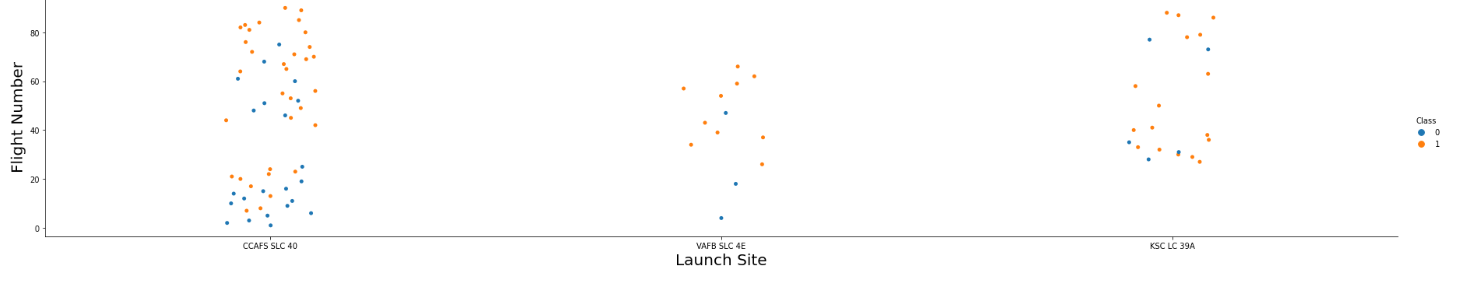 80
60
40
20
0
Flight Number
CCAFS SLC 40
VAFB SLC 4E
KSC LC 39A
Launch Site
Class
0
1